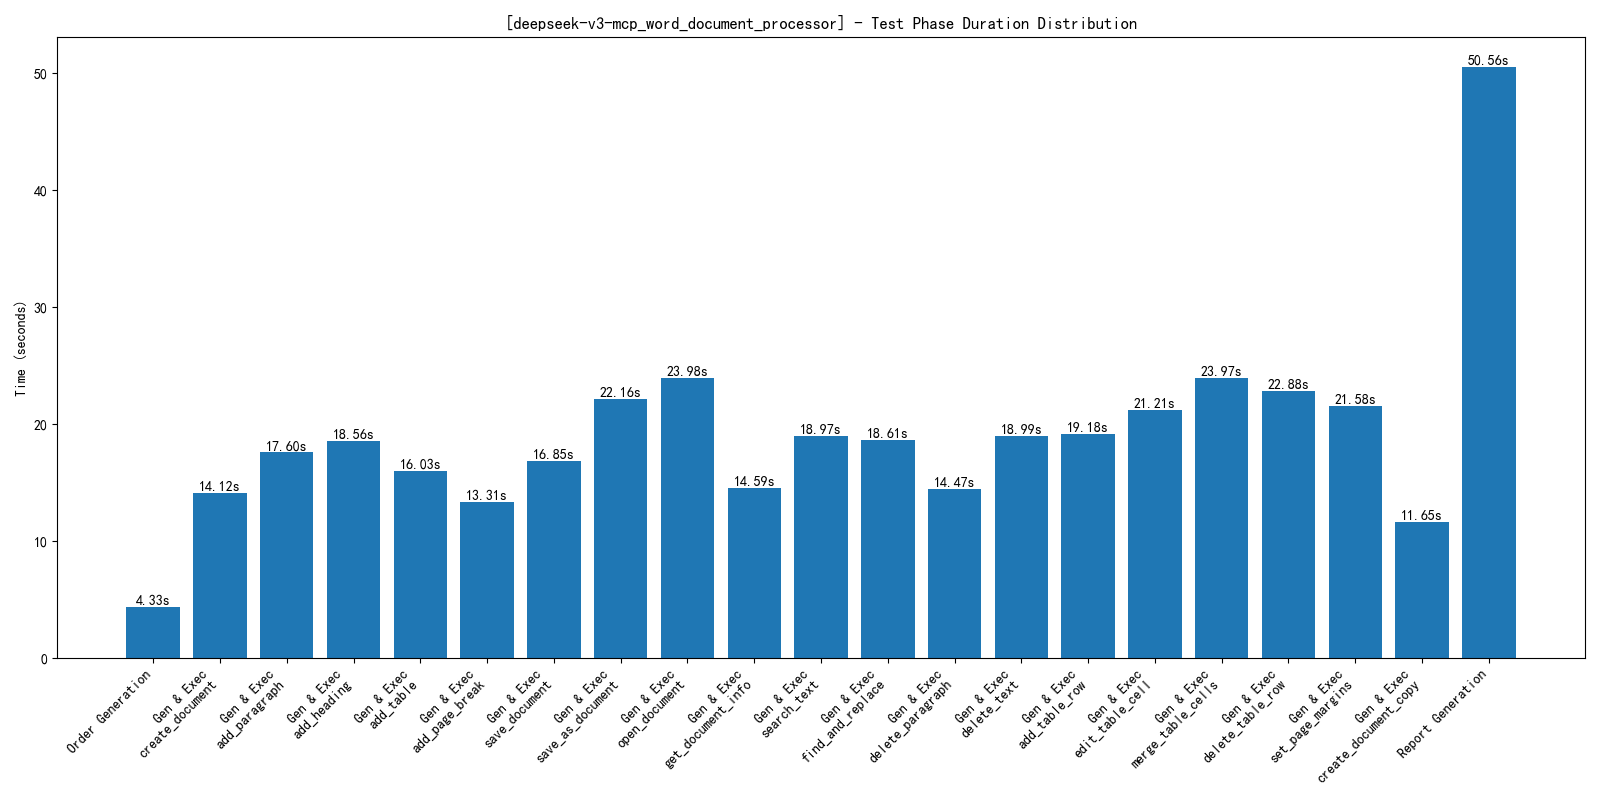 [deepseek-v3-mcp_word_document_processor] - Test Phase Duration Distribution
Time (seconds)
50
40
30
20
10
0
4.33s
14.12s
17.60s
18.56s
16.03s
13.31s
16.85s
22.16s
23.98s
14.59s
18.97s
18.61s
14.47s
18.99s
19.18s
21.21s
23.97s
22.88s
21.58s
11.65s
50.56s
Order Generation
Gen & Exec
create_document
Gen & Exec
add_paragraph
Gen & Exec
add_heading
Gen & Exec
add_table
Gen & Exec
add_page_break
Gen & Exec
save_document
Gen & Exec
save_as_document
Gen & Exec
open_document
Gen & Exec
get_document_info
Gen & Exec
search_text
Gen & Exec
find_and_replace
Gen & Exec
delete_paragraph
Gen & Exec
delete_text
Gen & Exec
add_table_row
Gen & Exec
edit_table_cell
Gen & Exec
merge_table_cells
Gen & Exec
delete_table_row
Gen & Exec
set_page_margins
Gen & Exec
create_document_copy
Report Generation